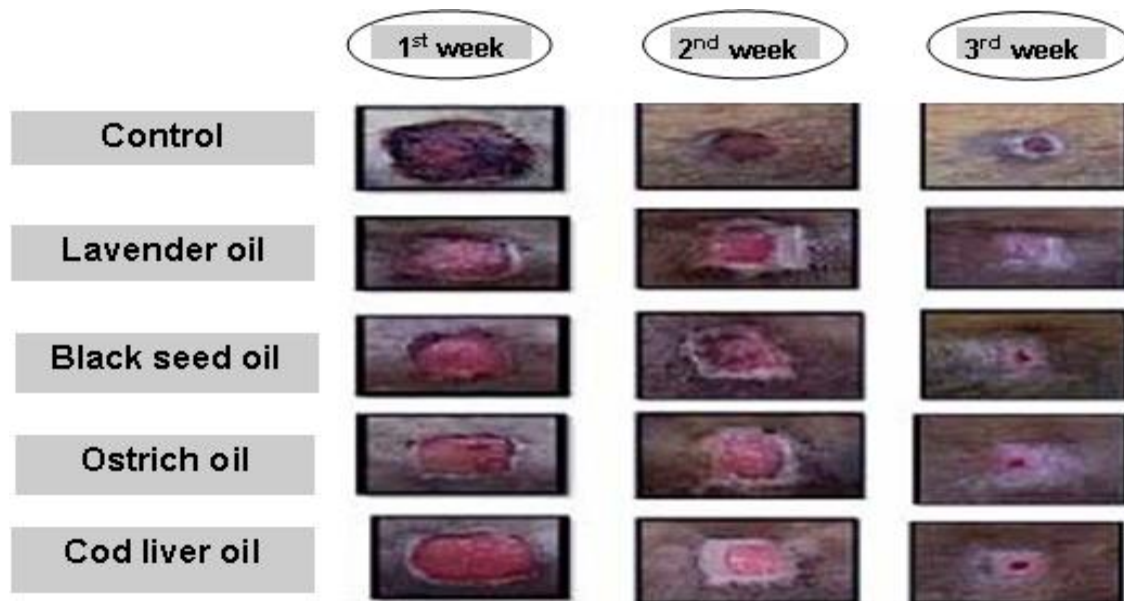 1st week
2nd week
3rd week
Control
Lavender oil
Black seed oil
Ostrich oil
Cod liver oil